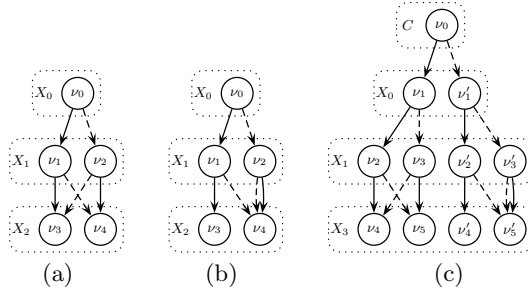 C ν₀
X₀ ν₀ X₀ ν₀ X₀ ν₁ ν₁′
X₁ ν₁ ν₂ X₁ ν₁ ν₂ X₁ ν₂ ν₃ ν₂′ ν₃′
X₂ ν₃ ν₄ X₂ ν₃ ν₄ X₃ ν₄ ν₅ ν₄′ ν₅′
(a) (b) (c)